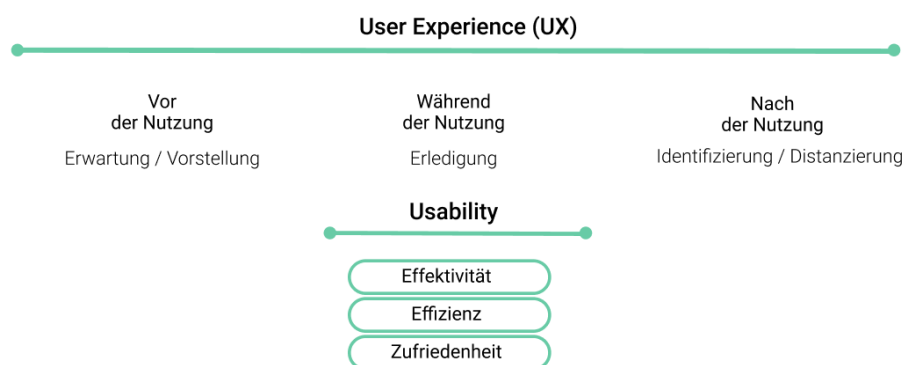 User Experience (UX)
Vor
der Nutzung
Erwartung / Vorstellung
Während
der Nutzung
Erledigung
Nach
der Nutzung
Identifizierung / Distanzierung
Usability
Effektivität
Effizienz
Zufriedenheit